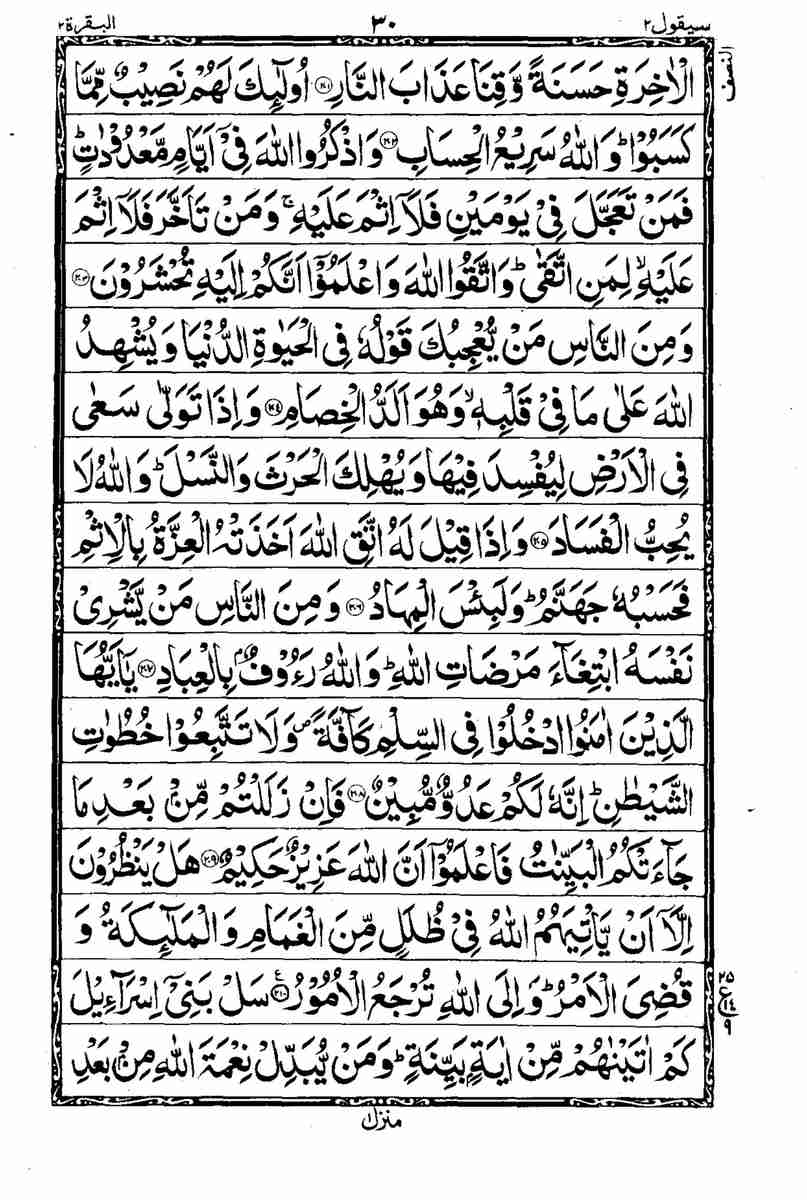 سيقول ٢ ٣٠ البقرة ٢
النصف
الْاٰخِرَةِ حَسَنَةً وَّقِنَا عَذَابَ النَّارِ ﴿٢٠١﴾ اُولٰٓئِكَ لَهُمْ نَصِيْبٌ مِّمَّا
كَسَبُوْا ؕ وَاللّٰهُ سَرِيْعُ الْحِسَابِ ﴿٢٠٢﴾ وَاذْكُرُوا اللّٰهَ فِيْٓ اَيَّامٍ مَّعْدُوْدٰتٍ ؕ
فَمَنْ تَعَجَّلَ فِيْ يَوْمَيْنِ فَلَآ اِثْمَ عَلَيْهِ ۚ وَمَنْ تَاَخَّرَ فَلَآ اِثْمَ
عَلَيْهِ ۙ لِمَنِ اتَّقٰى ؕ وَاتَّقُوا اللّٰهَ وَاعْلَمُوْٓا اَنَّكُمْ اِلَيْهِ تُحْشَرُوْنَ ﴿٢٠٣﴾
وَمِنَ النَّاسِ مَنْ يُّعْجِبُكَ قَوْلُهٗ فِي الْحَيٰوةِ الدُّنْيَا وَيُشْهِدُ
اللّٰهَ عَلٰى مَا فِيْ قَلْبِهٖ ۙ وَهُوَ اَلَدُّ الْخِصَامِ ﴿٢٠٤﴾ وَاِذَا تَوَلّٰى سَعٰى
فِي الْاَرْضِ لِيُفْسِدَ فِيْهَا وَيُهْلِكَ الْحَرْثَ وَالنَّسْلَ ؕ وَاللّٰهُ لَا
يُحِبُّ الْفَسَادَ ﴿٢٠٥﴾ وَاِذَا قِيْلَ لَهُ اتَّقِ اللّٰهَ اَخَذَتْهُ الْعِزَّةُ بِالْاِثْمِ
فَحَسْبُهٗ جَهَنَّمُ ؕ وَلَبِئْسَ الْمِهَادُ ﴿٢٠٦﴾ وَمِنَ النَّاسِ مَنْ يَّشْرِيْ
نَفْسَهُ ابْتِغَآءَ مَرْضَاتِ اللّٰهِ ؕ وَاللّٰهُ رَءُوْفٌۢ بِالْعِبَادِ ﴿٢٠٧﴾ يٰٓاَيُّهَا
الَّذِيْنَ اٰمَنُوا ادْخُلُوْا فِي السِّلْمِ كَآفَّةً ۪ وَلَا تَتَّبِعُوْا خُطُوٰتِ
الشَّيْطٰنِ ؕ اِنَّهٗ لَكُمْ عَدُوٌّ مُّبِيْنٌ ﴿٢٠٨﴾ فَاِنْ زَلَلْتُمْ مِّنْۢ بَعْدِ مَا
جَآءَتْكُمُ الْبَيِّنٰتُ فَاعْلَمُوْٓا اَنَّ اللّٰهَ عَزِيْزٌ حَكِيْمٌ ﴿٢٠٩﴾ هَلْ يَنْظُرُوْنَ
اِلَّآ اَنْ يَّاْتِيَهُمُ اللّٰهُ فِيْ ظُلَلٍ مِّنَ الْغَمَامِ وَالْمَلٰٓئِكَةُ وَ
قُضِيَ الْاَمْرُ ؕ وَاِلَى اللّٰهِ تُرْجَعُ الْاُمُوْرُ ﴿٢١٠﴾ ع سَلْ بَنِيْٓ اِسْرَآءِيْلَ
٢٥
ع ١٤
٩
كَمْ اٰتَيْنٰهُمْ مِّنْ اٰيَةٍۭ بَيِّنَةٍ ؕ وَمَنْ يُّبَدِّلْ نِعْمَةَ اللّٰهِ مِنْۢ بَعْدِ
منزل ١